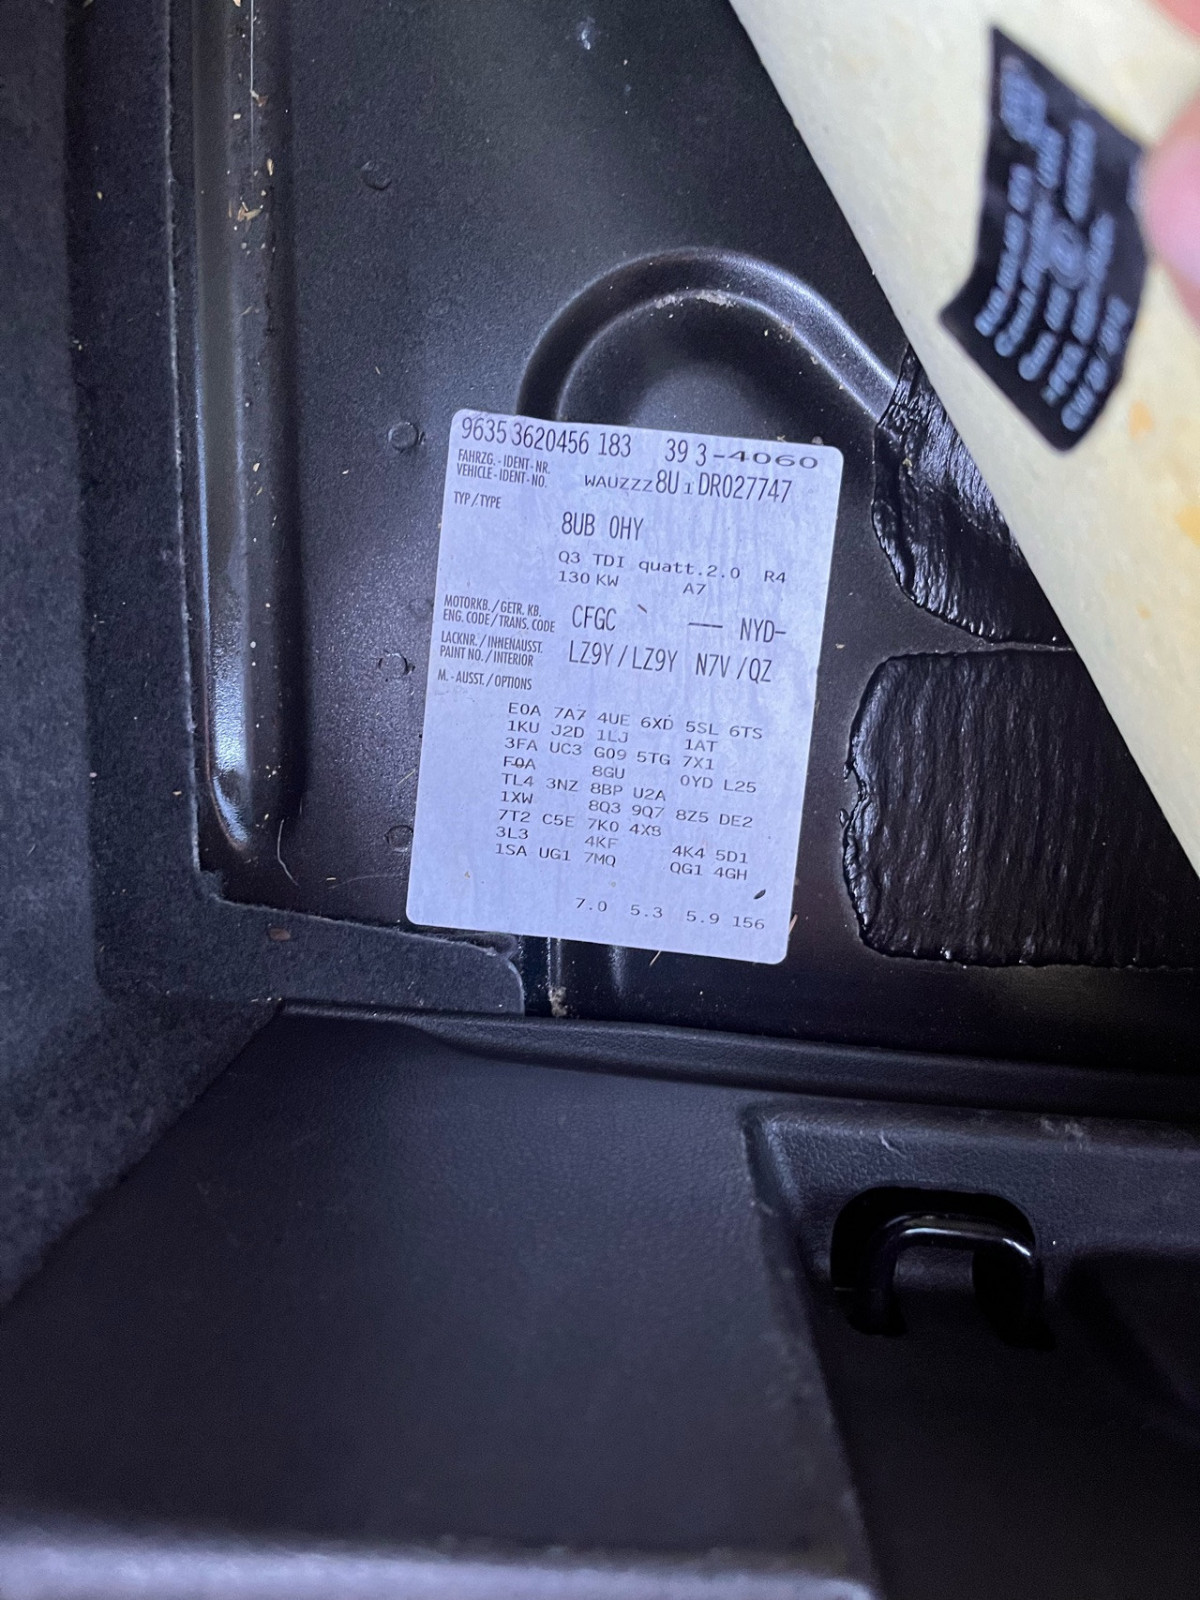 96353620456 183 39 3-4060
FAHRZG.-IDENT-NR.
VEHICLE-IDENT-NO.
WAUZZZ8U1DR027747
TYP/TYPE
8UB 0HY
Q3 TDI quatt.2.0 R4
130 KW A7
MOTORKB./GETR. KB.
ENG. CODE/TRANS. CODE
CFGC --- NYD-
LACKNR./INNENAUSST.
PAINT NO./INTERIOR
LZ9Y/LZ9Y N7V/QZ
M.-AUSST./OPTIONS
E0A 7A7 4UE 6XD 5SL 6TS
1KU J2D 1LJ 1AT
3FA UC3 G09 5TG 7X1
F0A 8GU 0YD L25
TL4 3NZ 8BP U2A
1XW 8Q3 9Q7 8Z5 DE2
7T2 C5E 7K0 4X8
3L3 4KF 4K4 5D1
1SA UG1 7MQ QG1 4GH
7.0 5.3 5.9 156